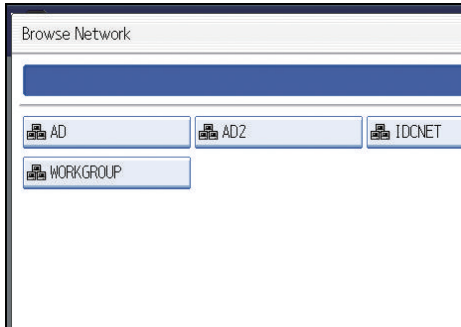 Browse Network
AD
AD2
IDCNET
WORKGROUP